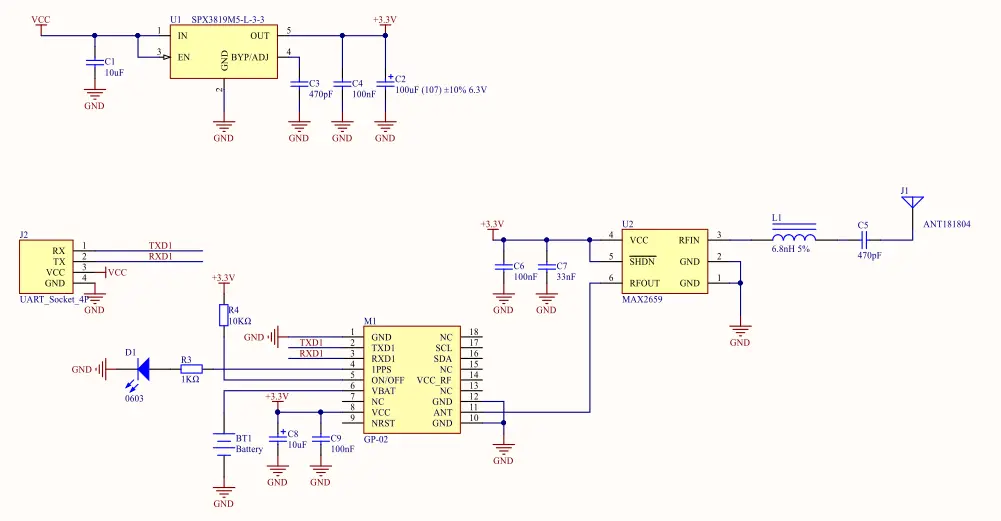 VCC
U1 SPX3819M5-L-3-3
+3.3V
1 IN OUT 5
3 EN BYP/ADJ 4
GND
2
C1
10uF
GND
GND
C3
470pF
GND
C4
100nF
GND
C2
100uF (107) ±10% 6.3V
GND
J2
RX 1 TXD1
TX 2 RXD1
VCC 3 VCC
GND 4
UART_Socket_4P
GND
+3.3V
R4
10KΩ
D1
GND
0603
R3
1KΩ
BT1
Battery
GND
+3.3V
C8
10uF
GND
C9
100nF
GND
M1
GND 1 GND NC 18
TXD1 2 TXD1 SCL 17
RXD1 3 RXD1 SDA 16
4 1PPS NC 15
5 ON/OFF VCC_RF 14
6 VBAT NC 13
7 NC GND 12
8 VCC ANT 11
9 NRST GND 10
GP-02
GND
+3.3V
C6
100nF
GND
C7
33nF
GND
U2
4 VCC RFIN 3
5 SHDN GND 2
6 RFOUT GND 1
MAX2659
GND
L1
6.8nH 5%
C5
470pF
J1
ANT181804